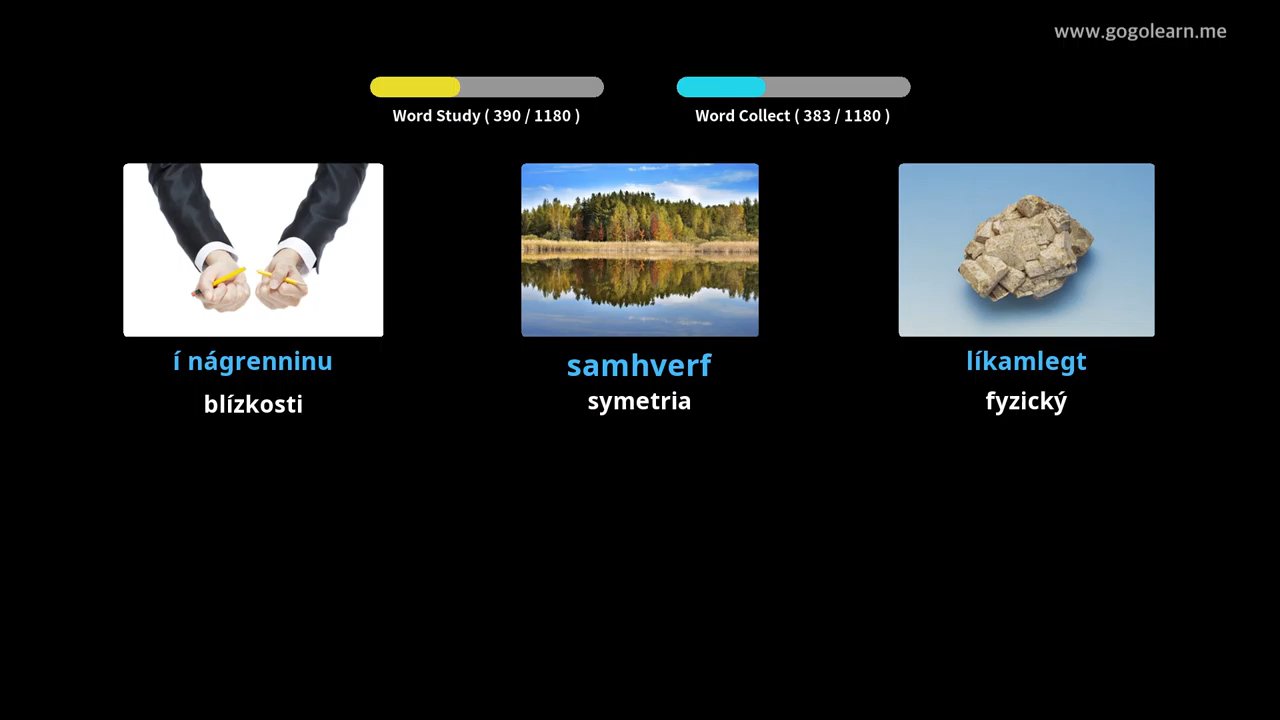 www.gogolearn.me
Word Study ( 390 / 1180 )
Word Collect ( 383 / 1180 )
í nágrenninu
blízkosti
samhverf
symetria
líkamlegt
fyzický